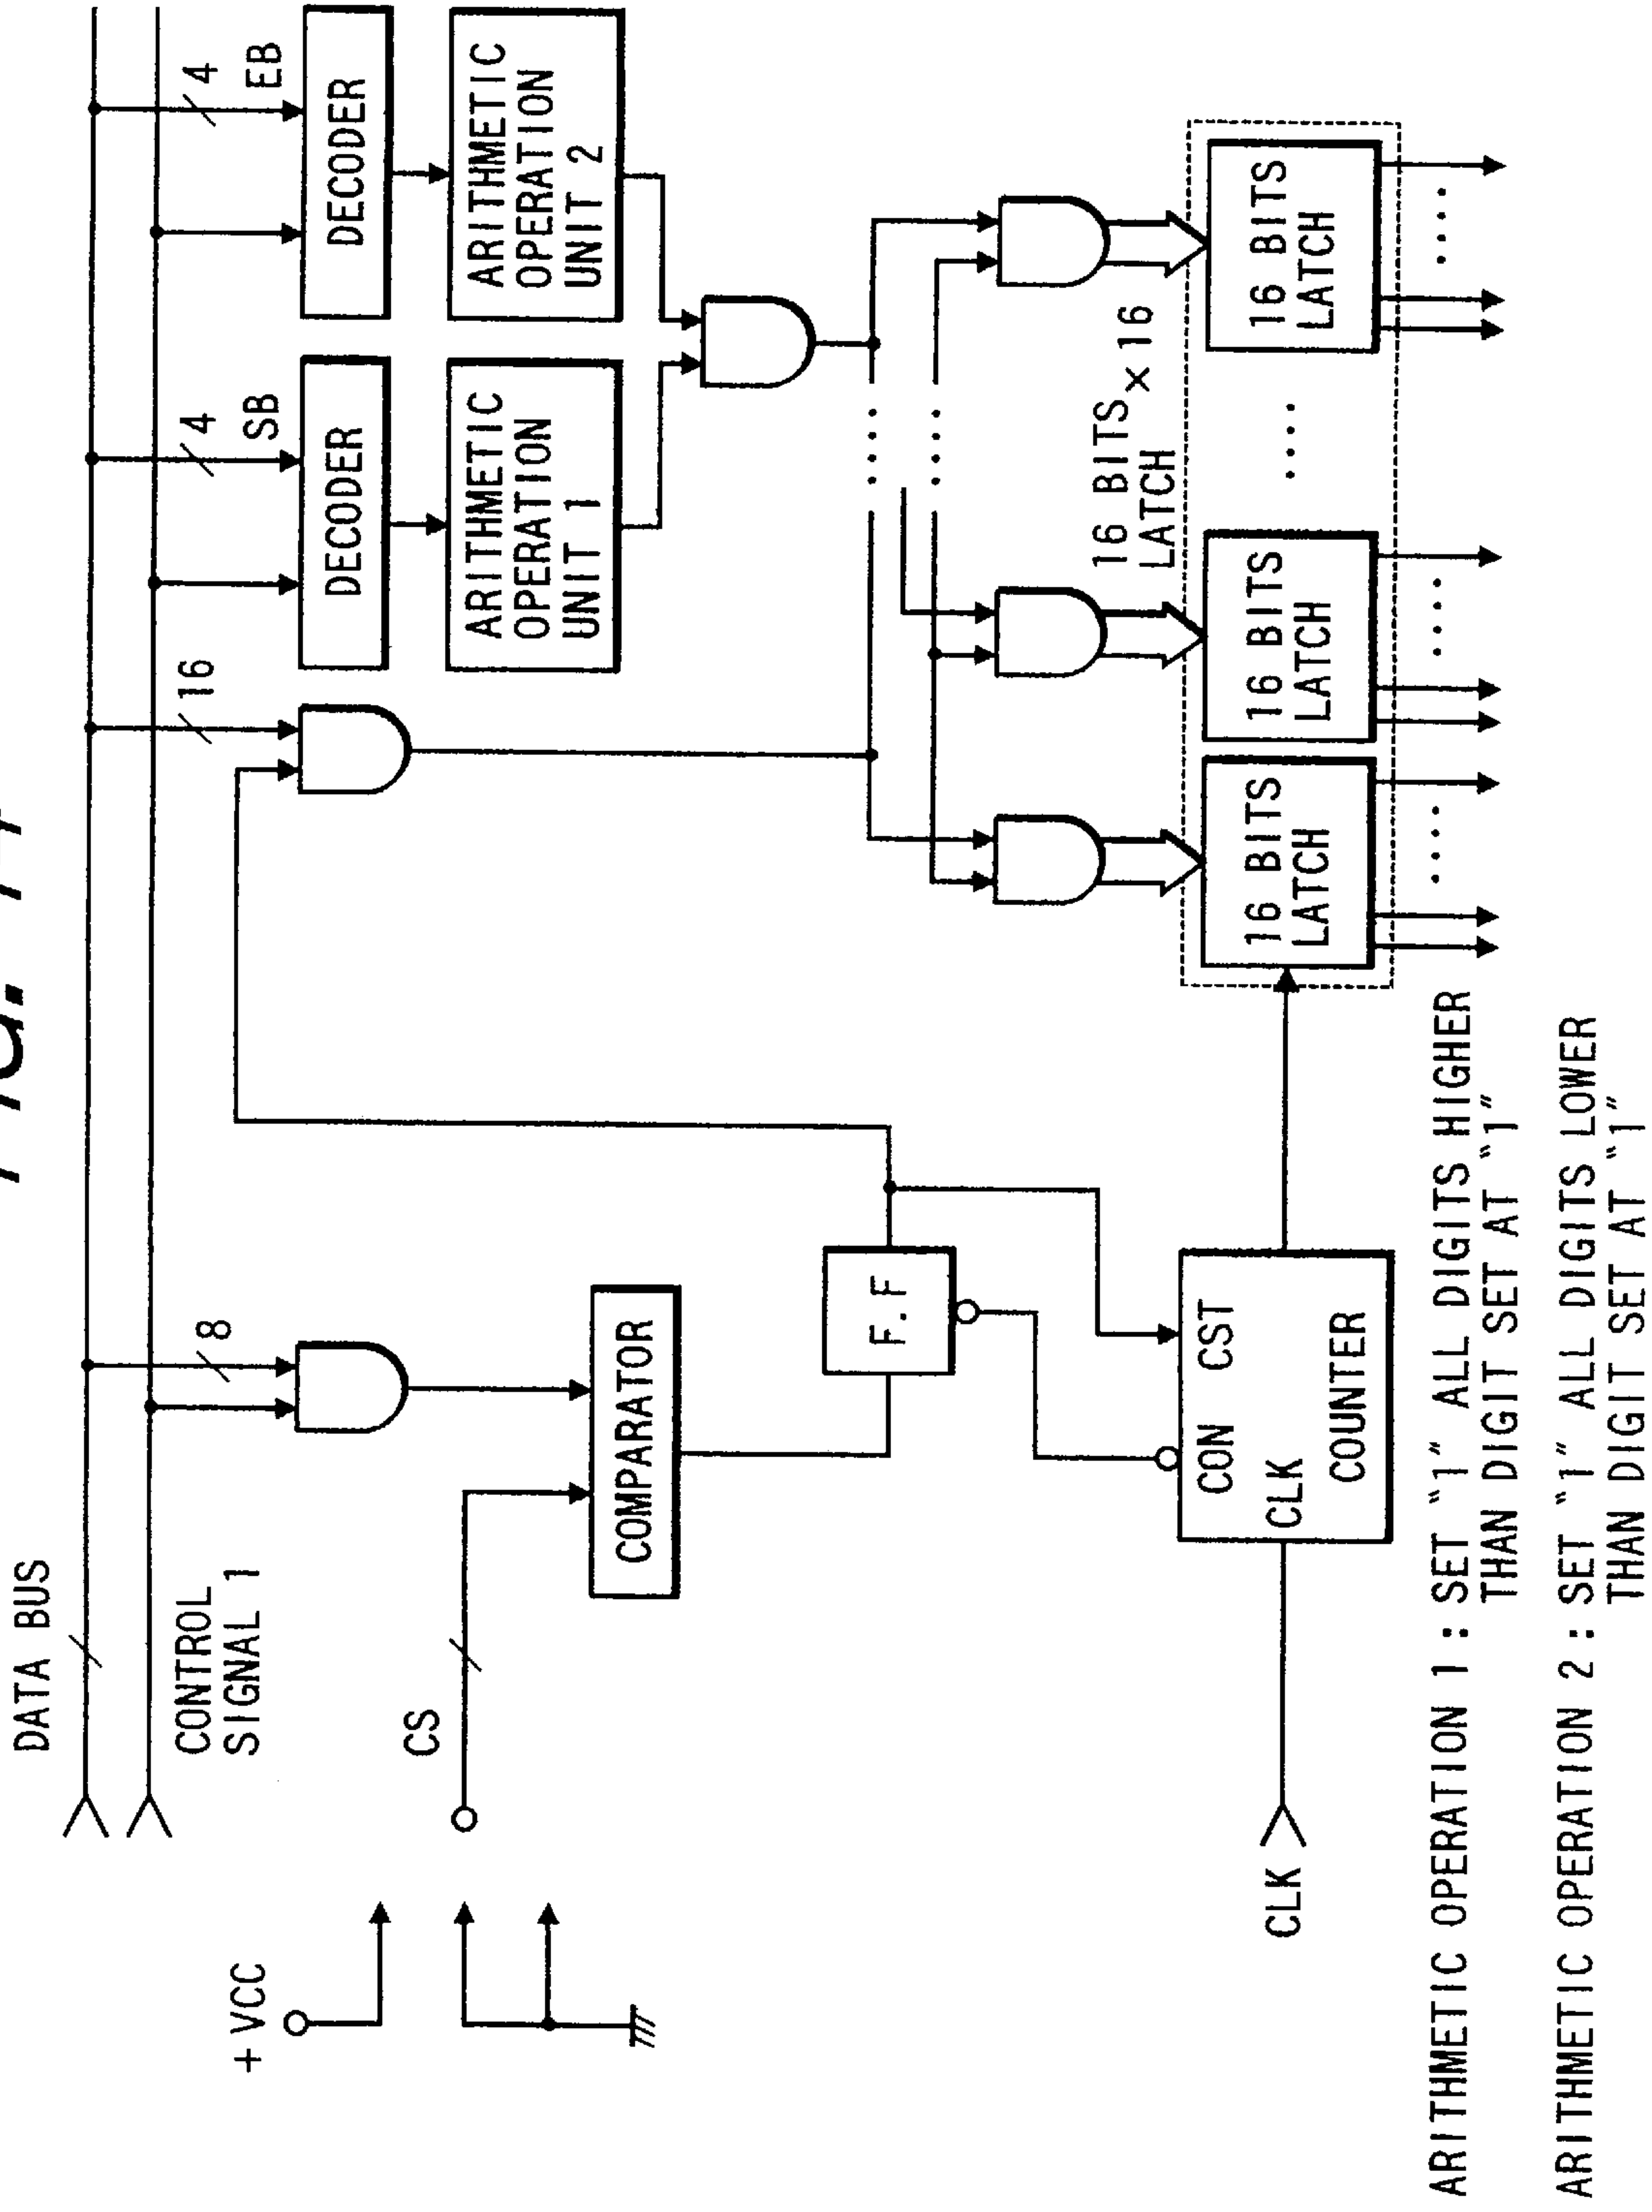 DATA BUS
CONTROL
SIGNAL 1
8
16
4
SB
4
EB
+ VCC
CS
DECODER
DECODER
ARITHMETIC
OPERATION
UNIT 1
ARITHMETIC
OPERATION
UNIT 2
COMPARATOR
F.F
16 BITS × 16
LATCH
CON CST
CLK
COUNTER
CLK
16 BITS
LATCH
16 BITS
LATCH
16 BITS
LATCH
ARITHMETIC OPERATION 1 : SET "1" ALL DIGITS HIGHER
THAN DIGIT SET AT "1"
ARITHMETIC OPERATION 2 : SET "1" ALL DIGITS LOWER
THAN DIGIT SET AT "1"